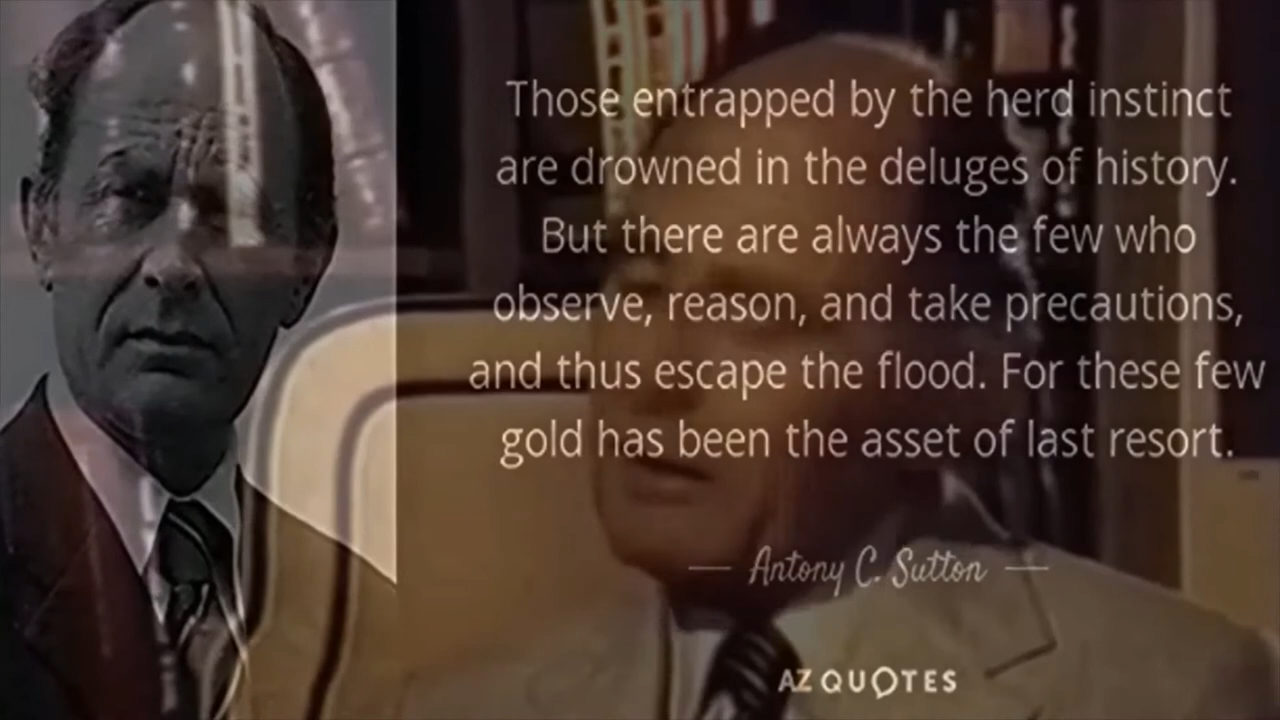 Those entrapped by the herd instinct
are drowned in the deluges of history.
But there are always the few who
observe, reason, and take precautions,
and thus escape the flood. For these few
gold has been the asset of last resort.
— Antony C. Sutton —
AZ QUOTES